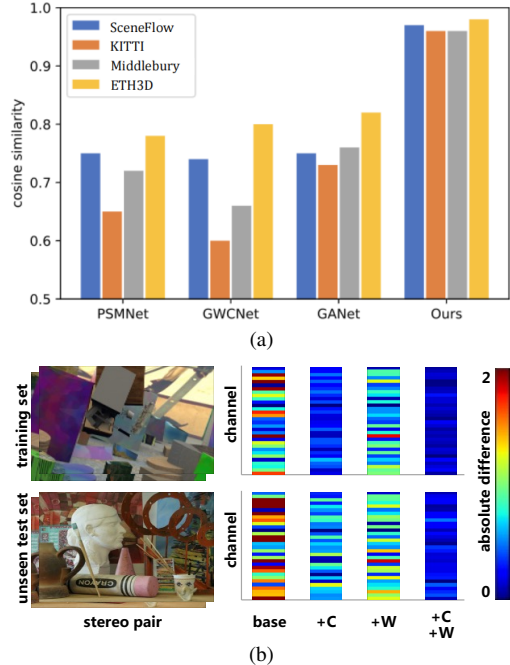 1.0
0.9
0.8
0.7
0.6
0.5
cosine similarity
SceneFlow
KITTI
Middlebury
ETH3D
PSMNet GWCNet GANet Ours
(a)
training set
channel
unseen test set
CRAYON
channel
2
absolute difference
0
stereo pair
base +C +W +C
+W
(b)